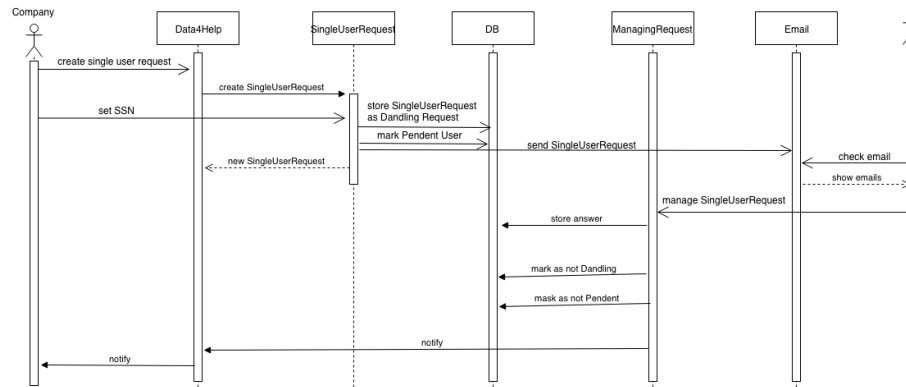 Company
Data4Help
SingleUserRequest
DB
ManagingRequest
Email
create single user request
create SingleUserRequest
set SSN
store SingleUserRequest
as Dandling Request
mark Pendent User
send SingleUserRequest
new SingleUserRequest
check email
show emails
manage SingleUserRequest
store answer
mark as not Dandling
mask as not Pendent
notify
notify